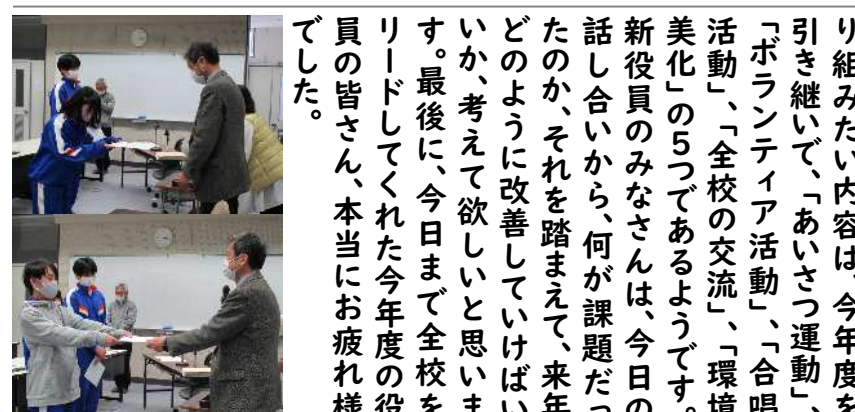 り組みたい内容は、今年度を
引き継いで、「あいさつ運動」、
「ボランティア活動」、「合唱
活動」、「全校の交流」、「環境
美化」の5つであるようです。
新役員のみなさんは、今日の
話し合いから、何が課題だっ
たのか、それを踏まえて、来年
どのように改善していけばい
いか、考えて欲しいと思いま
す。最後に、今日まで全校を
リードしてくれた今年度の役
員の皆さん、本当にお疲れ様
でした。